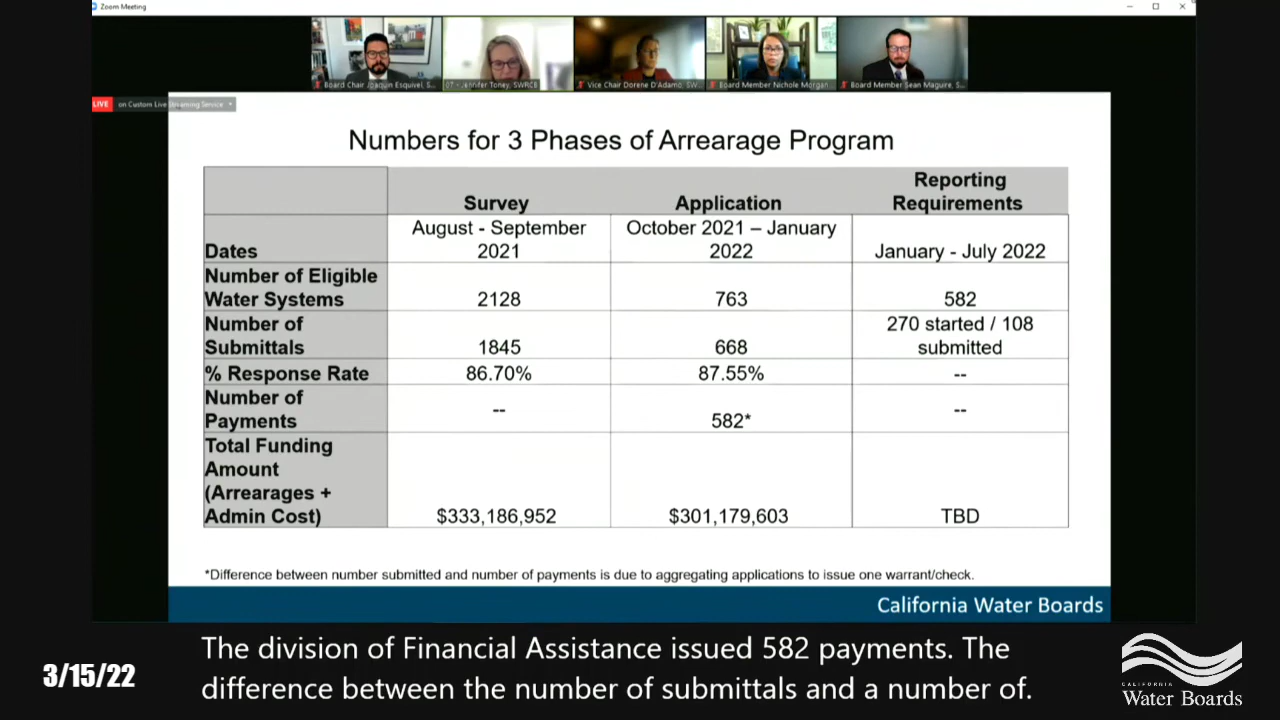 Zoom Meeting
Board Chair Joaquin Esquivel, S...
07 - Jennifer Toney, SWRCB
Vice Chair Dorene D'Adamo, SW...
Board Member Nichole Morgan
Board Member Sean Maguire, S...
LIVE on Custom Live Streaming Service
Numbers for 3 Phases of Arrearage Program
Survey
Application
Reporting
Requirements
Dates
August - September
2021
October 2021 – January
2022
January - July 2022
Number of Eligible
Water Systems
2128
763
582
Number of
Submittals
1845
668
270 started / 108
submitted
% Response Rate
86.70%
87.55%
--
Number of
Payments
--
582*
--
Total Funding
Amount
(Arrearages +
Admin Cost)
$333,186,952
$301,179,603
TBD
*Difference between number submitted and number of payments is due to aggregating applications to issue one warrant/check.
California Water Boards
3/15/22
The division of Financial Assistance issued 582 payments. The
difference between the number of submittals and a number of.
CALIFORNIA
Water Boards